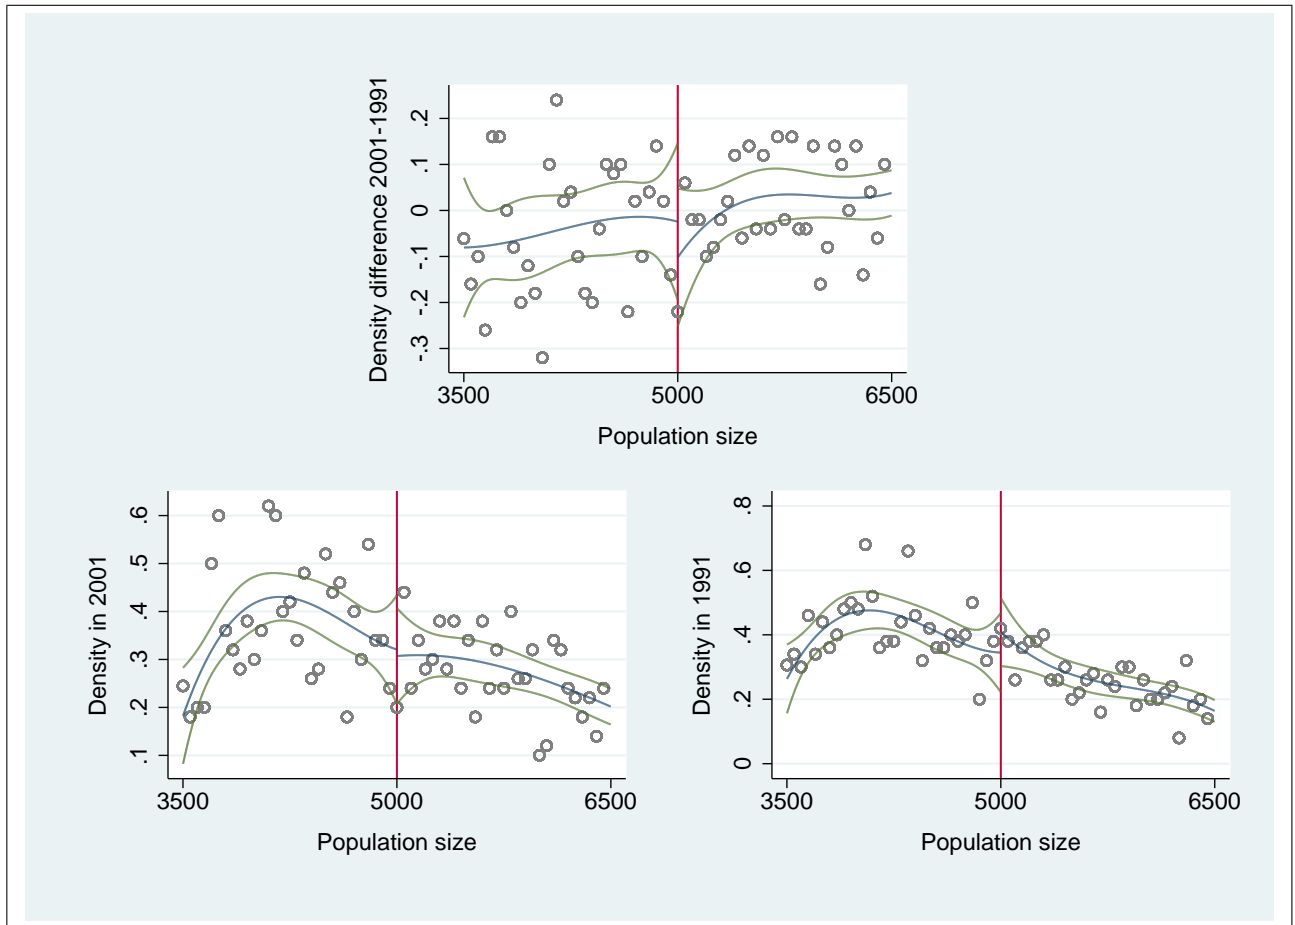 Density difference 2001-1991
.2
.1
0
-.1
-.2
-.3
3500 5000 6500
Population size
Density in 2001
.6
.5
.4
.3
.2
.1
3500 5000 6500
Population size
Density in 1991
.8
.6
.4
.2
0
3500 5000 6500
Population size